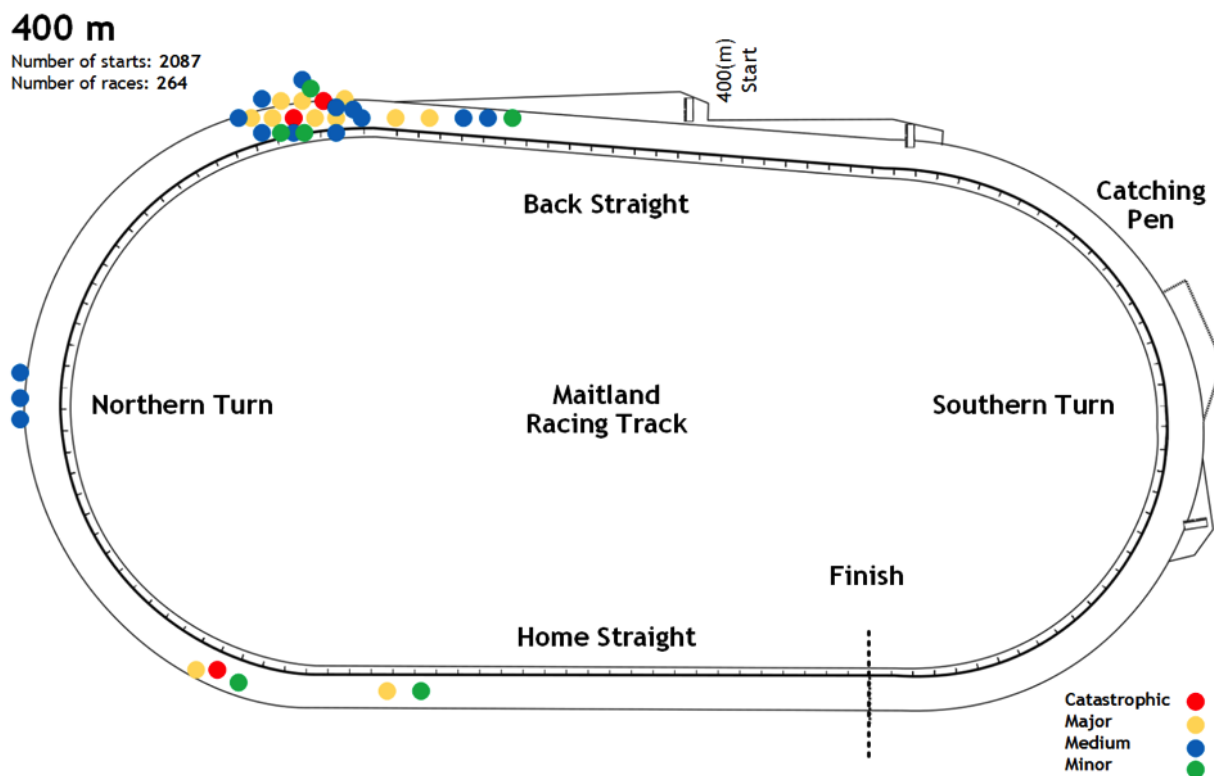 400 m
Number of starts: 2087
Number of races: 264
400(m)
Start
Back Straight
Catching
Pen
Northern Turn
Maitland
Racing Track
Southern Turn
Finish
Home Straight
Catastrophic
Major
Medium
Minor